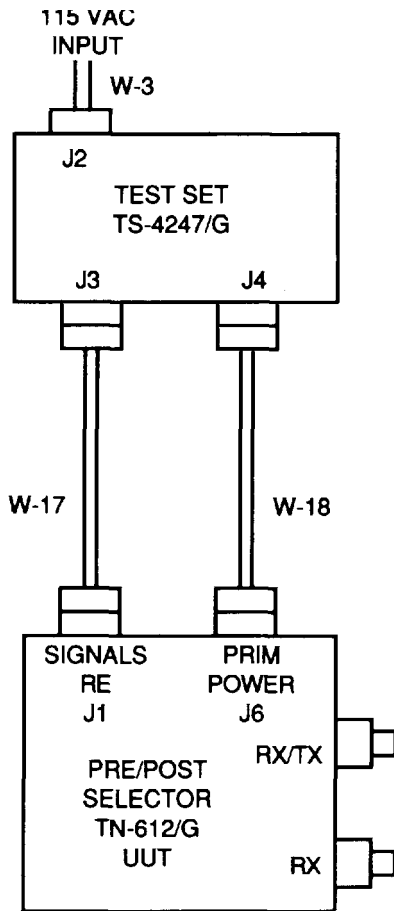 115 VAC
INPUT
W-3
J2
TEST SET
TS-4247/G
J3
J4
W-17
W-18
SIGNALS
RE
J1
PRIM
POWER
J6
RX/TX
PRE/POST
SELECTOR
TN-612/G
UUT
RX